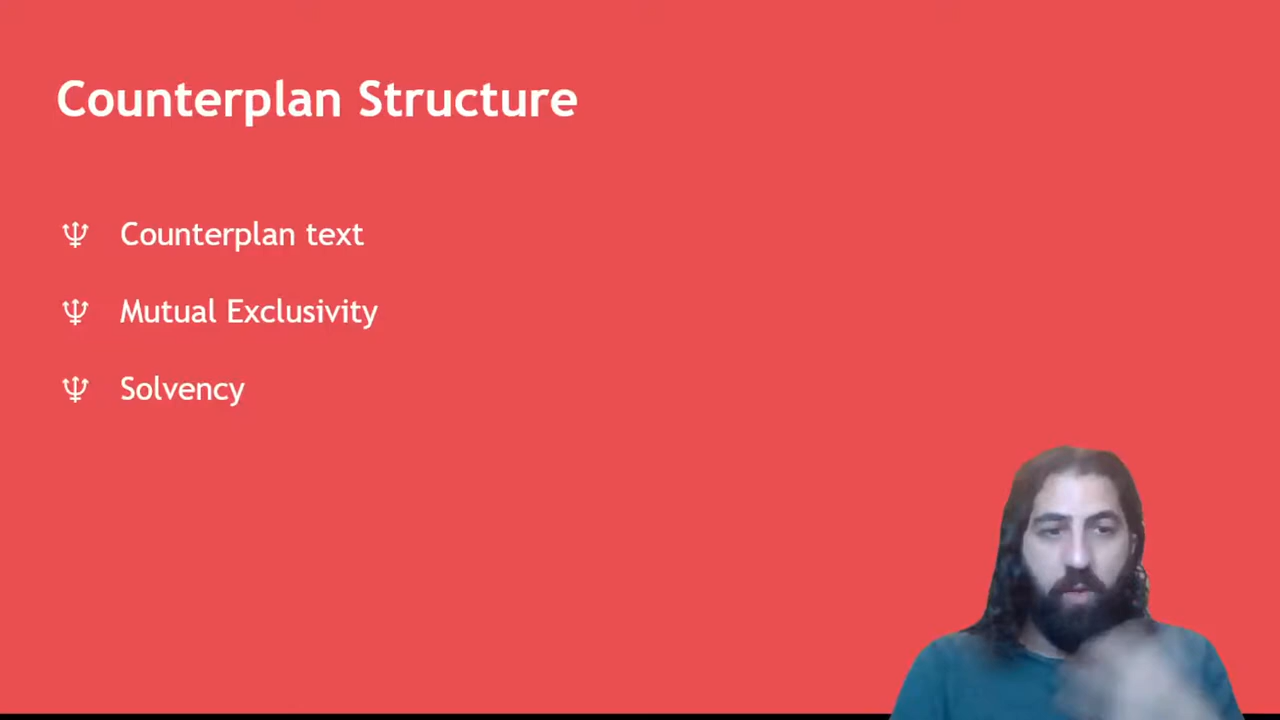 Counterplan Structure
Counterplan text
Mutual Exclusivity
Solvency